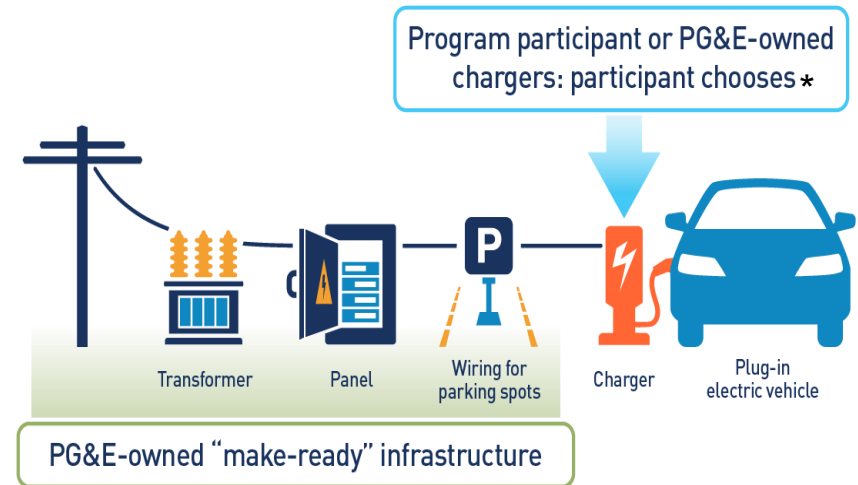 Program participant or PG&E-owned
chargers: participant chooses*
P
Transformer
Panel
Wiring for
parking spots
Charger
Plug-in
electric vehicle
PG&E-owned “make-ready” infrastructure